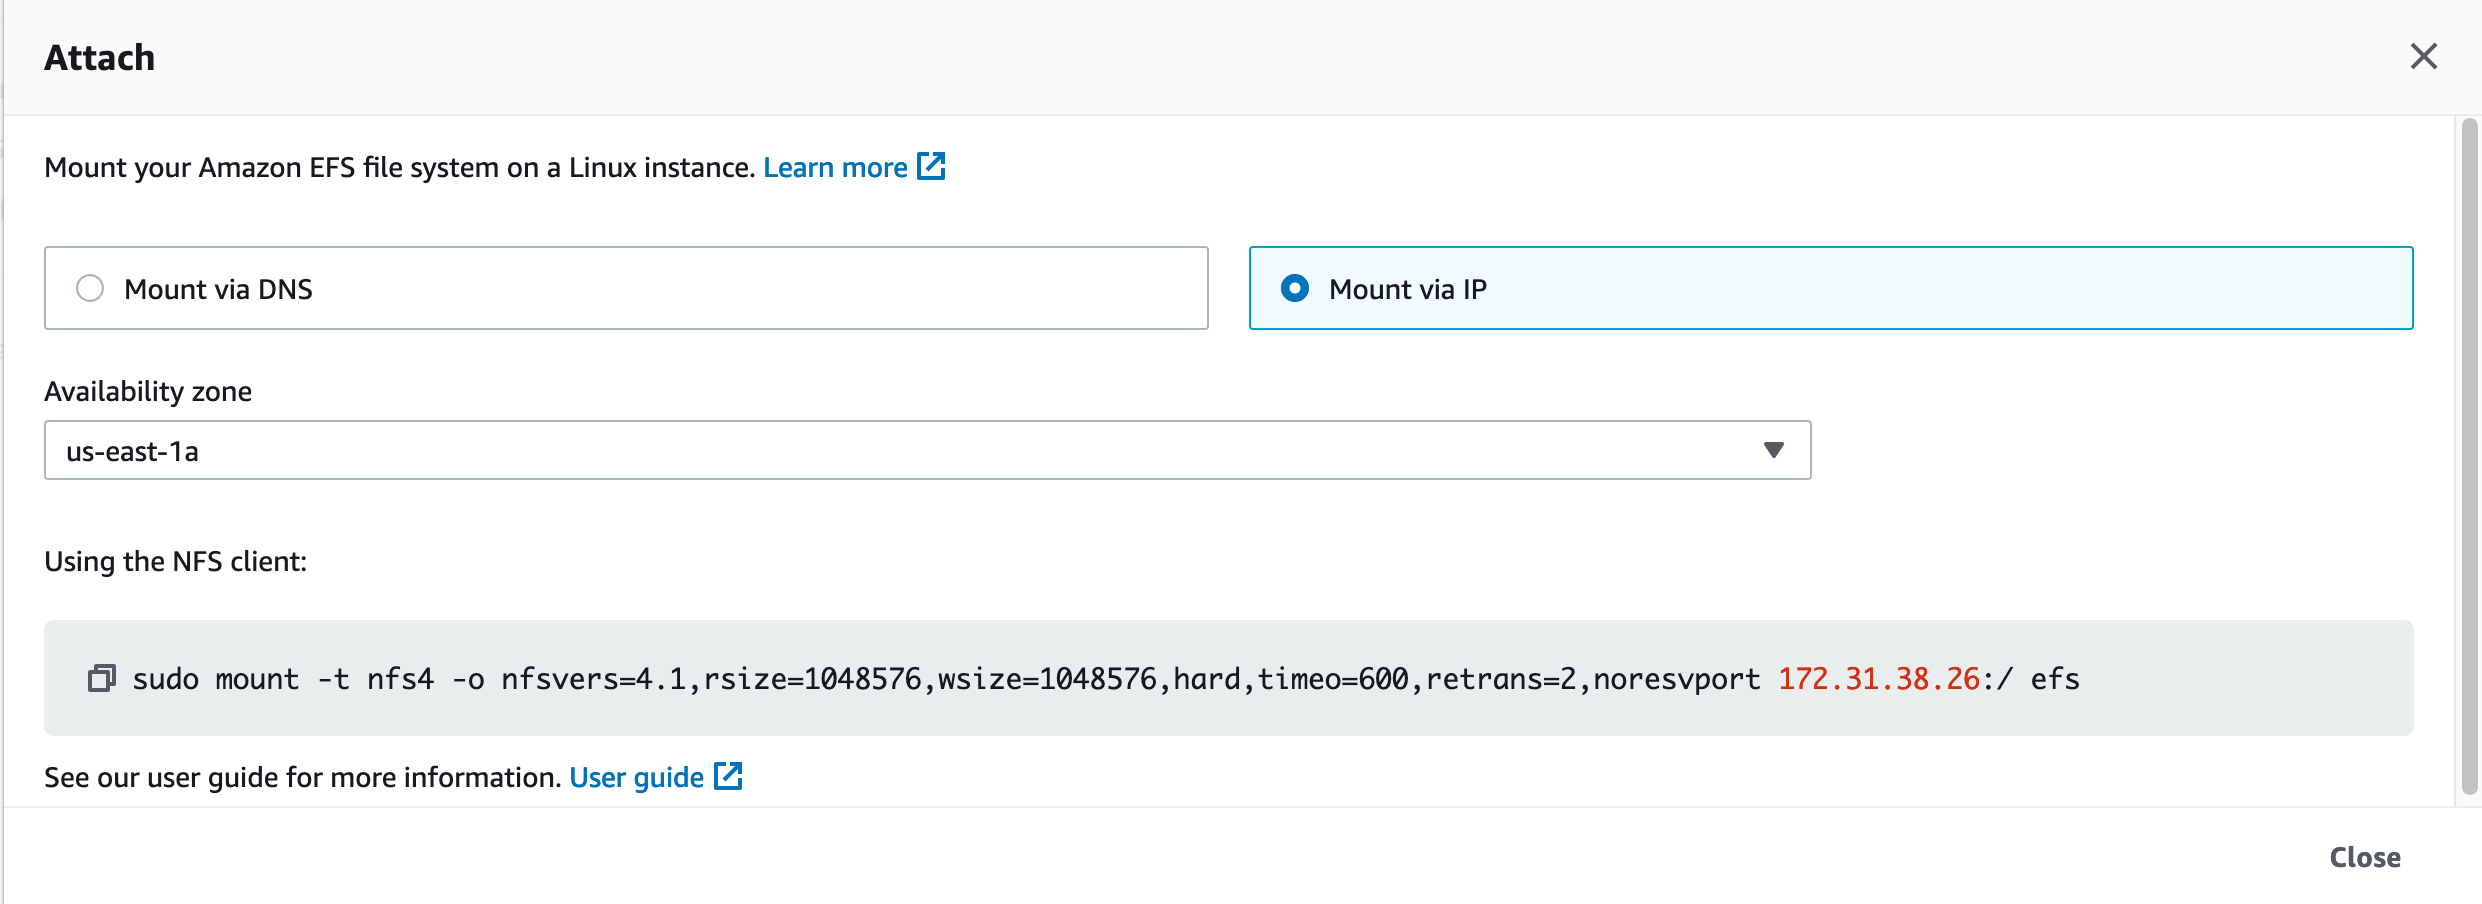 Attach
Mount your Amazon EFS file system on a Linux instance. Learn more
Mount via DNS
Mount via IP
Availability zone
us-east-1a
Using the NFS client:
sudo mount -t nfs4 -o nfsvers=4.1,rsize=1048576,wsize=1048576,hard,timeo=600,retrans=2,noresvport 172.31.38.26:/ efs
See our user guide for more information. User guide
Close